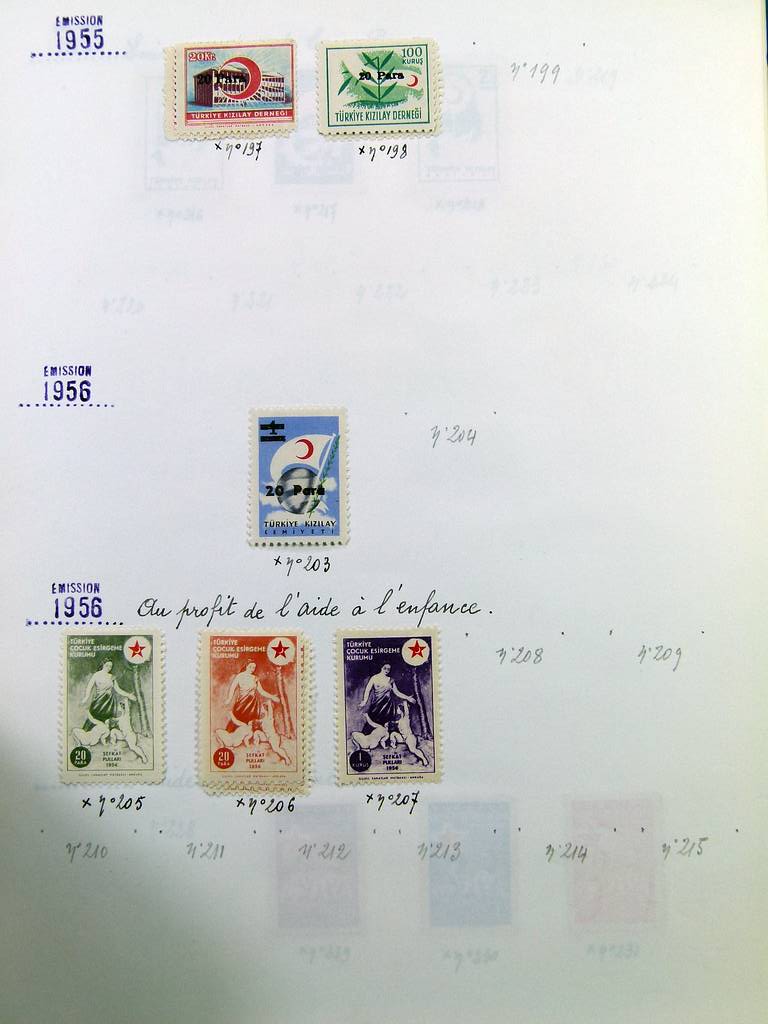 ÉMISSION
1955
20Kr.
20 Para
TÜRKİYE KIZILAY DERNEĞİ
100
KURUŞ
20 Para
TÜRKİYE KIZILAY DERNEĞİ
n°199
x n°197
x n°198
ÉMISSION
1956
20 Para
TÜRKİYE KIZILAY
CEMİYETİ
n°204
x n°203
ÉMISSION
1956
Au profit de l'aide à l'enfance.
TÜRKİYE
ÇOCUK ESİRGEME
KURUMU
20
PARA
ŞEFKAT
PULLARI
1956
TÜRKİYE
ÇOCUK ESİRGEME
KURUMU
20
PARA
ŞEFKAT
PULLARI
1956
TÜRKİYE
ÇOCUK ESİRGEME
KURUMU
1
KURUŞ
ŞEFKAT
PULLARI
1956
n°208
n°209
x n°205
x n°206
x n°207
n°210
n°211
n°212
n°213
n°214
n°215